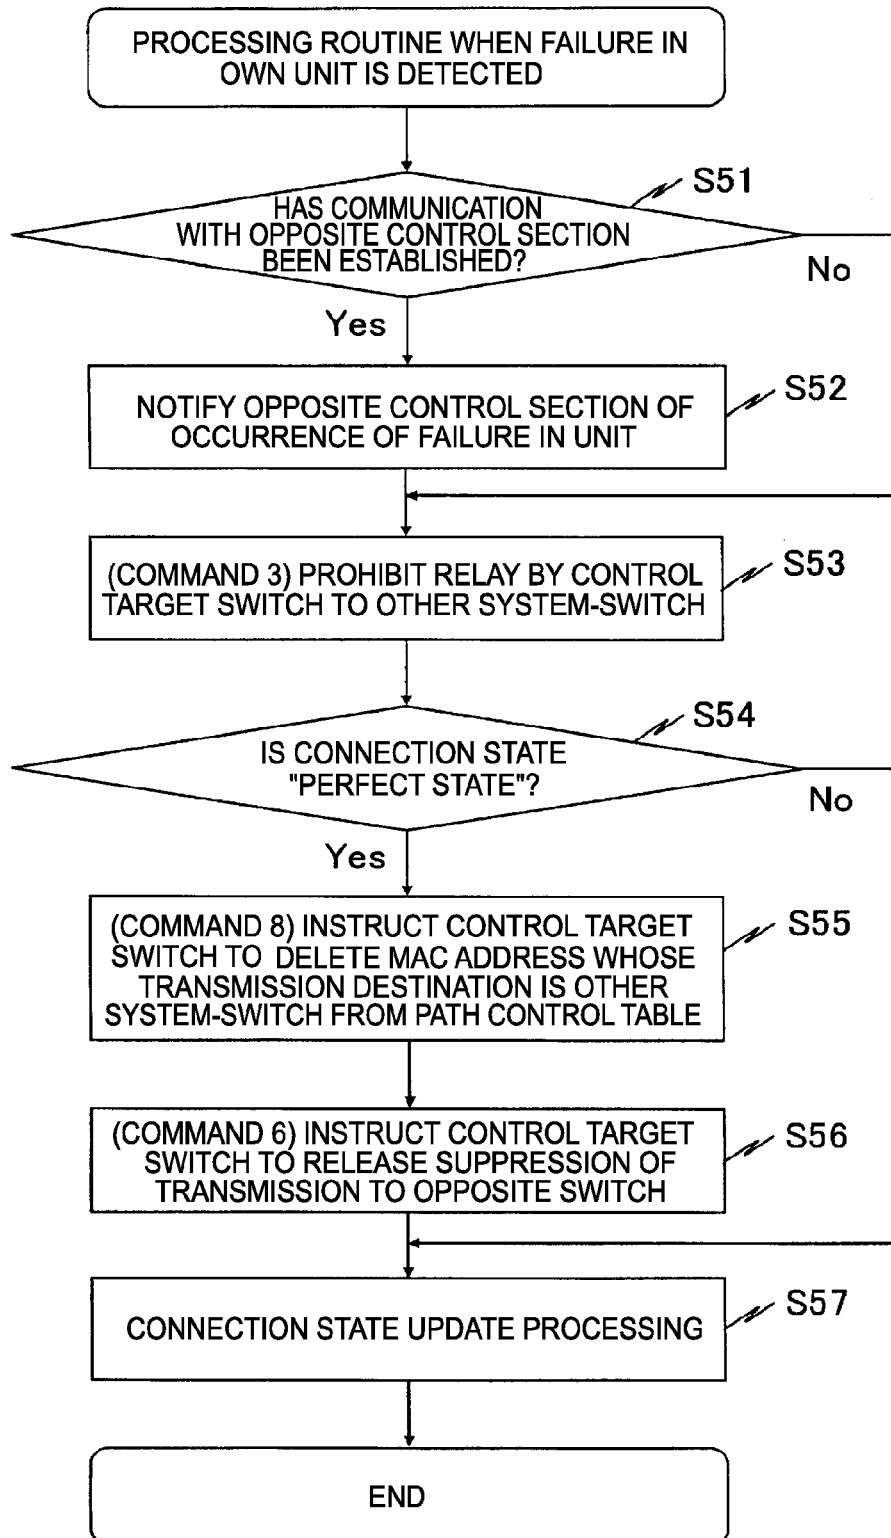 PROCESSING ROUTINE WHEN FAILURE IN
OWN UNIT IS DETECTED
S51
HAS COMMUNICATION
WITH OPPOSITE CONTROL SECTION
BEEN ESTABLISHED?
No
Yes
S52
NOTIFY OPPOSITE CONTROL SECTION OF
OCCURRENCE OF FAILURE IN UNIT
S53
(COMMAND 3) PROHIBIT RELAY BY CONTROL
TARGET SWITCH TO OTHER SYSTEM-SWITCH
S54
IS CONNECTION STATE
"PERFECT STATE"?
No
Yes
S55
(COMMAND 8) INSTRUCT CONTROL TARGET
SWITCH TO DELETE MAC ADDRESS WHOSE
TRANSMISSION DESTINATION IS OTHER
SYSTEM-SWITCH FROM PATH CONTROL TABLE
S56
(COMMAND 6) INSTRUCT CONTROL TARGET
SWITCH TO RELEASE SUPPRESSION OF
TRANSMISSION TO OPPOSITE SWITCH
S57
CONNECTION STATE UPDATE PROCESSING
END